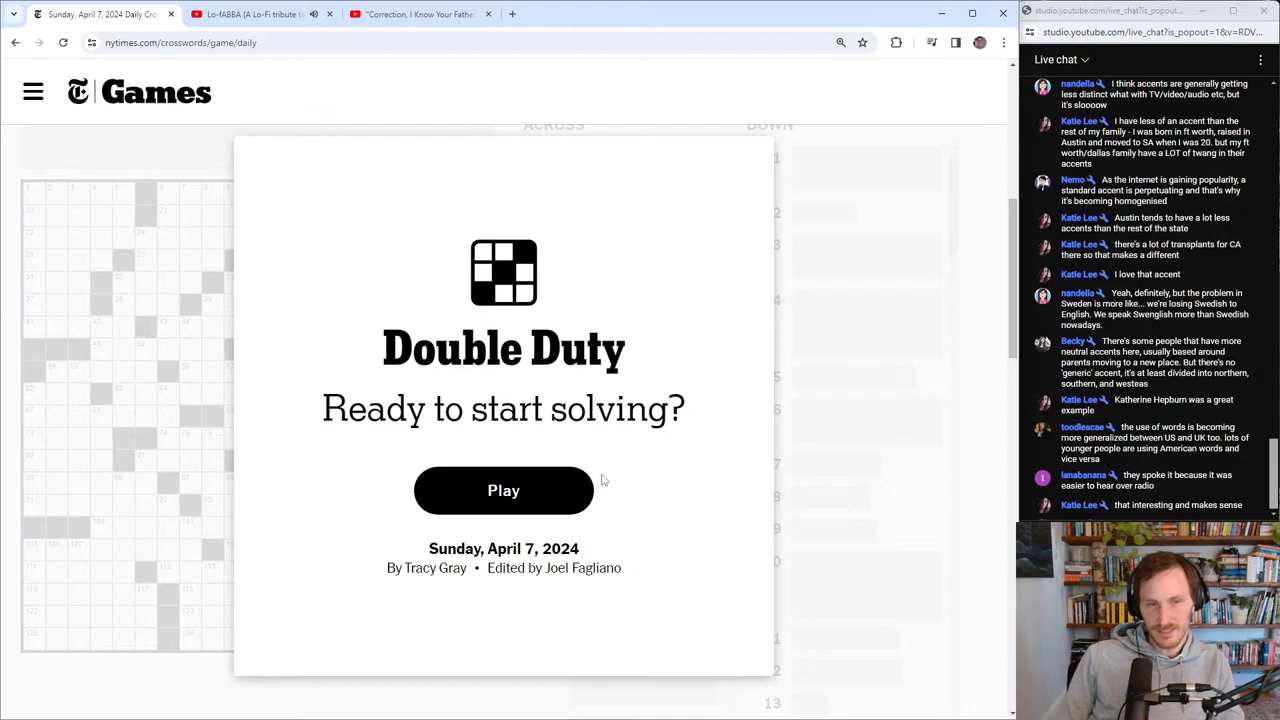 Sunday, April 7, 2024 Daily Cro
Lo-fABBA (A Lo-Fi tribute to
"Correction, I Know Your Father
studio.youtube.com/live_chat?is_popout...
nytimes.com/crosswords/game/daily
studio.youtube.com/live_chat?is_popout=1&v=RDV...
Games
Live chat
ACROSS
DOWN
Double Duty
Ready to start solving?
Play
Sunday, April 7, 2024
By Tracy Gray • Edited by Joel Fagliano
13
nandella I think accents are generally getting
less distinct what with TV/video/audio etc, but
it's sloooow
Katie Lee I have less of an accent than the
rest of my family - I was born in ft worth, raised in
Austin and moved to SA when I was 20. but my ft
worth/dallas family have a LOT of twang in their
accents
Nemo As the internet is gaining popularity, a
standard accent is perpetuating and that's why
it's becoming homogenised
Katie Lee Austin tends to have a lot less
accents than the rest of the state
Katie Lee there's a lot of transplants for CA
there so that makes a different
Katie Lee I love that accent
nandella Yeah, definitely, but the problem in
Sweden is more like... we're losing Swedish to
English. We speak Swenglish more than Swedish
nowadays.
Becky There's some people that have more
neutral accents here, usually based around
parents moving to a new place. But there's no
'generic' accent, it's at least divided into northern,
southern, and westeas
Katie Lee Katherine Hepburn was a great
example
toodlescae the use of words is becoming
more generalized between US and UK too. lots of
younger people are using American words and
vice versa
lanabanana they spoke it because it was
easier to hear over radio
Katie Lee that interesting and makes sense